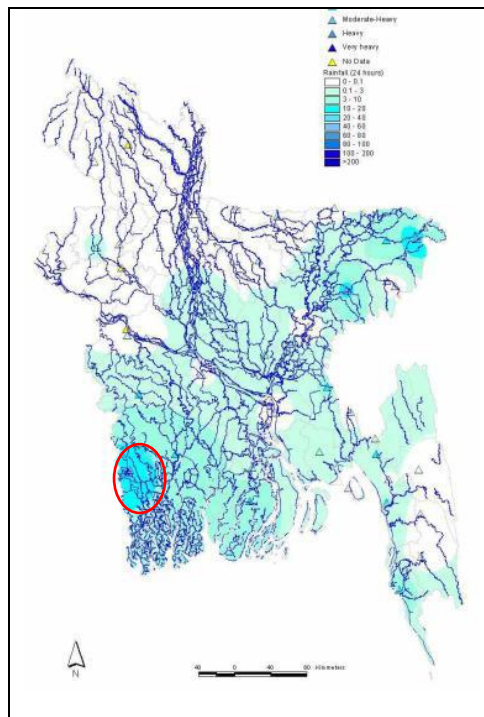 Moderate-Heavy
Heavy
Very heavy
No Data
Rainfall (24 hours)
0 - 0.1
0.1 - 3
3 - 10
10 - 20
20 - 40
40 - 60
60 - 80
80 - 100
100 - 200
>200
N
40 0 40 80 Kilometers